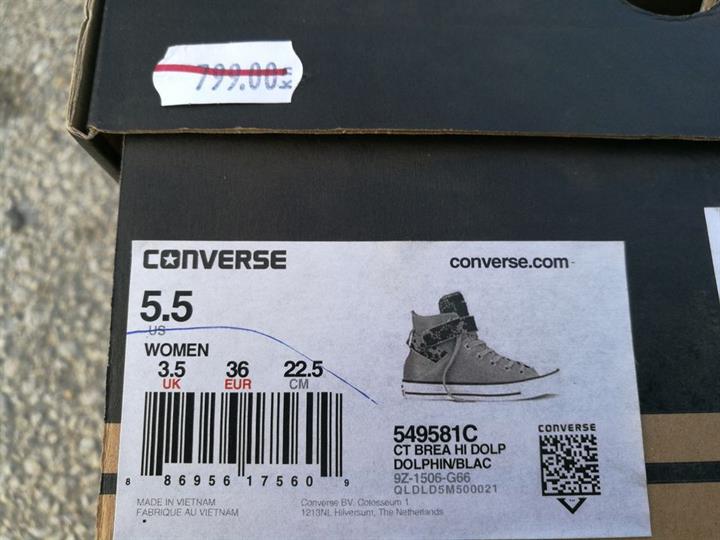 799.00kn
CONVERSE
converse.com
5.5
US
WOMEN
3.5 36 22.5
UK EUR CM
8 86956 17560 9
549581C
CT BREA HI DOLP
DOLPHIN/BLAC
9Z-1506-G66
QLDLD5M500021
CONVERSE
MADE IN VIETNAM
FABRIQUE AU VIETNAM
Converse BV. Colosseum 1
1213NL Hilversum, The Netherlands